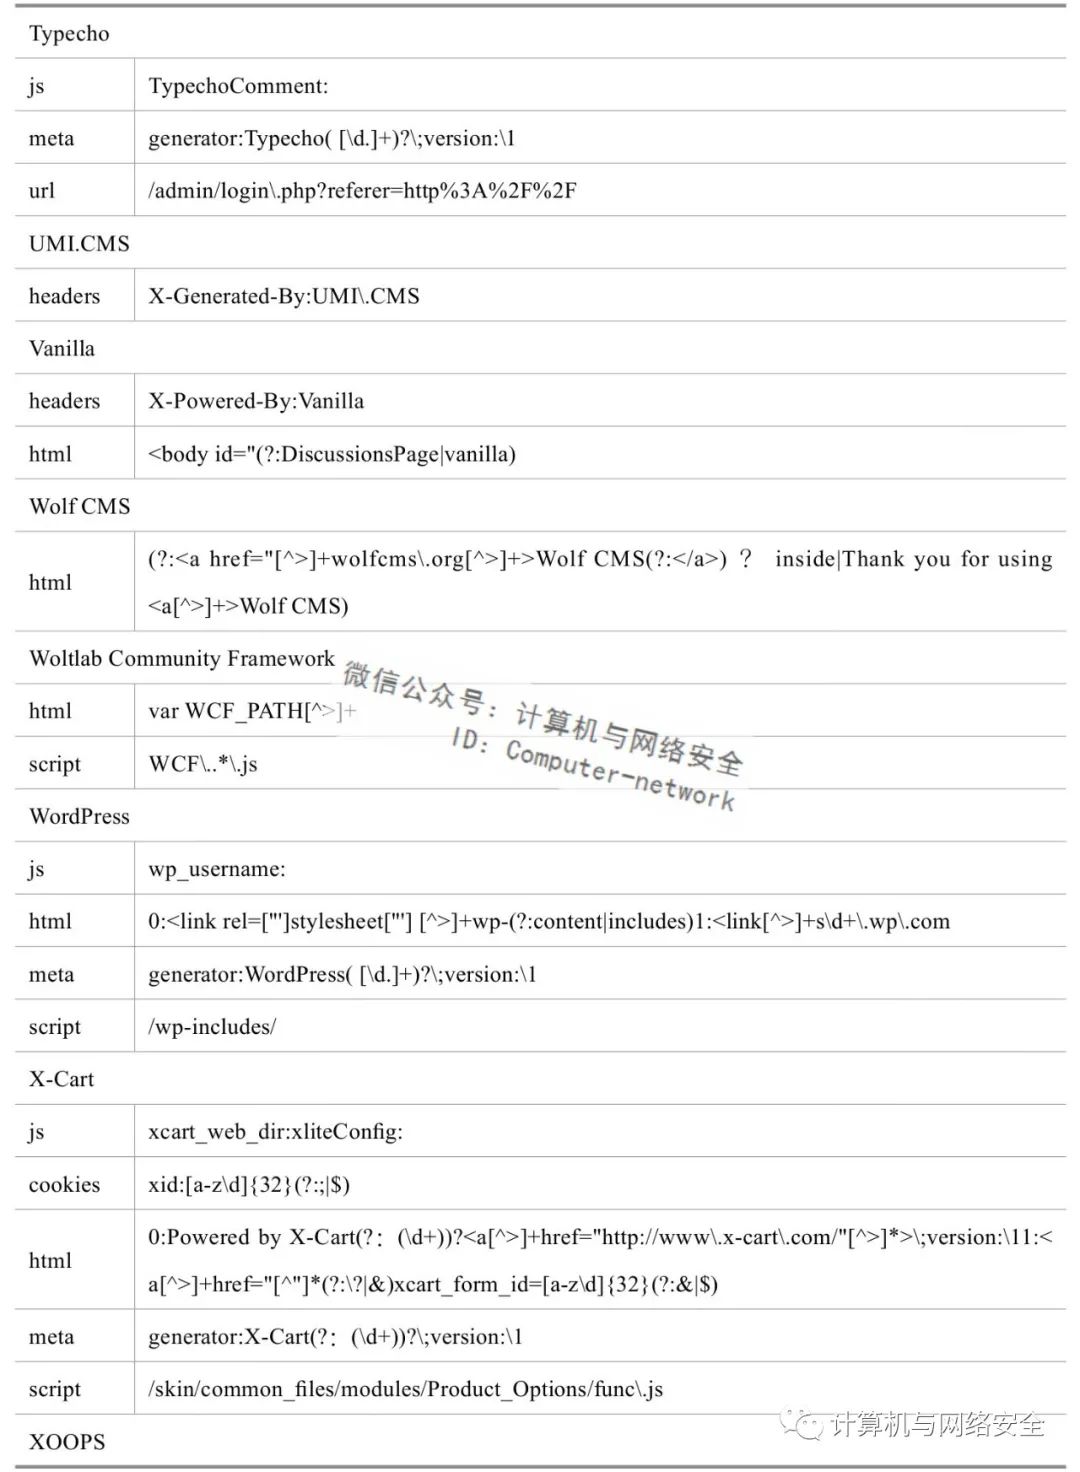 Typecho
js TypechoComment:
meta generator:Typecho( [\d.]+)?\;version:\1
url /admin/login\.php?referer=http%3A%2F%2F
UMI.CMS
headers X-Generated-By:UMI\.CMS
Vanilla
headers X-Powered-By:Vanilla
html <body id="(?:DiscussionsPage|vanilla)
Wolf CMS
html (?:<a href="[^>]+wolfcms\.org[^>]+>Wolf CMS(?:</a>) ？ inside|Thank you for using
<a[^>]+>Wolf CMS)
Woltlab Community Framework
html var WCF_PATH[^>]+
script WCF\..*\.js
微信公众号：计算机与网络安全
ID：Computer-network
WordPress
js wp_username:
html 0:<link rel=["']stylesheet["'] [^>]+wp-(?:content|includes)1:<link[^>]+s\d+\.wp\.com
meta generator:WordPress( [\d.]+)?\;version:\1
script /wp-includes/
X-Cart
js xcart_web_dir:xliteConfig:
cookies xid:[a-z\d]{32}(?:;|$)
html 0:Powered by X-Cart(?：(\d+))?<a[^>]+href="http://www\.x-cart\.com/"[^>]*>\;version:\11:<
a[^>]+href="[^"]*(?:\?|&)xcart_form_id=[a-z\d]{32}(?:&|$)
meta generator:X-Cart(?：(\d+))?\;version:\1
script /skin/common_files/modules/Product_Options/func\.js
XOOPS
计算机与网络安全